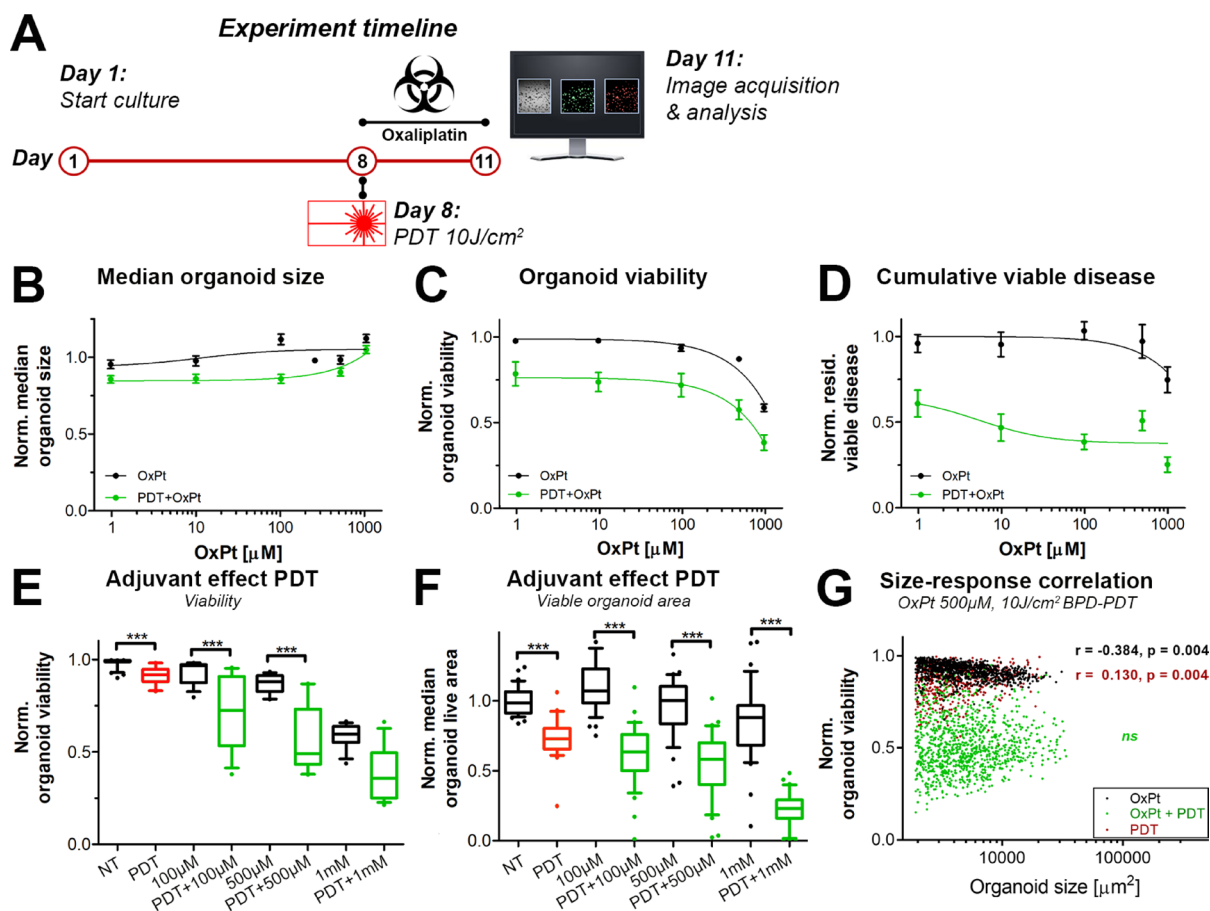 A
Experiment timeline
Day 1:
Start culture
Oxaliplatin
Day 11:
Image acquisition
& analysis
Day
1
8
11
Day 8:
PDT 10J/cm²
B
Median organoid size
Norm. median
organoid size
1.0
0.5
0.0
OxPt
PDT+OxPt
1
10
100
1000
OxPt [µM]
C
Organoid viability
Norm.
organoid viability
1.0
0.5
0.0
OxPt
PDT+OxPt
1
10
100
1000
OxPt [µM]
D
Cumulative viable disease
Norm. resid.
viable disease
1.0
0.5
0.0
OxPt
PDT+OxPt
1
10
100
1000
OxPt [µM]
E
Adjuvant effect PDT
Viability
Norm.
organoid viability
1.0
0.5
0.0
***
***
***
NT
PDT
100µM
PDT+100µM
500µM
PDT+500µM
1mM
PDT+1mM
F
Adjuvant effect PDT
Viable organoid area
Norm. median
organoid live area
1.5
1.0
0.5
0.0
***
***
***
***
NT
PDT
100µM
PDT+100µM
500µM
PDT+500µM
1mM
PDT+1mM
G
Size-response correlation
OxPt 500µM, 10J/cm² BPD-PDT
Norm.
organoid viability
1.0
0.5
0.0
r = -0.384, p = 0.004
r = 0.130, p = 0.004
ns
OxPt
OxPt + PDT
PDT
10000
100000
Organoid size [µm²]